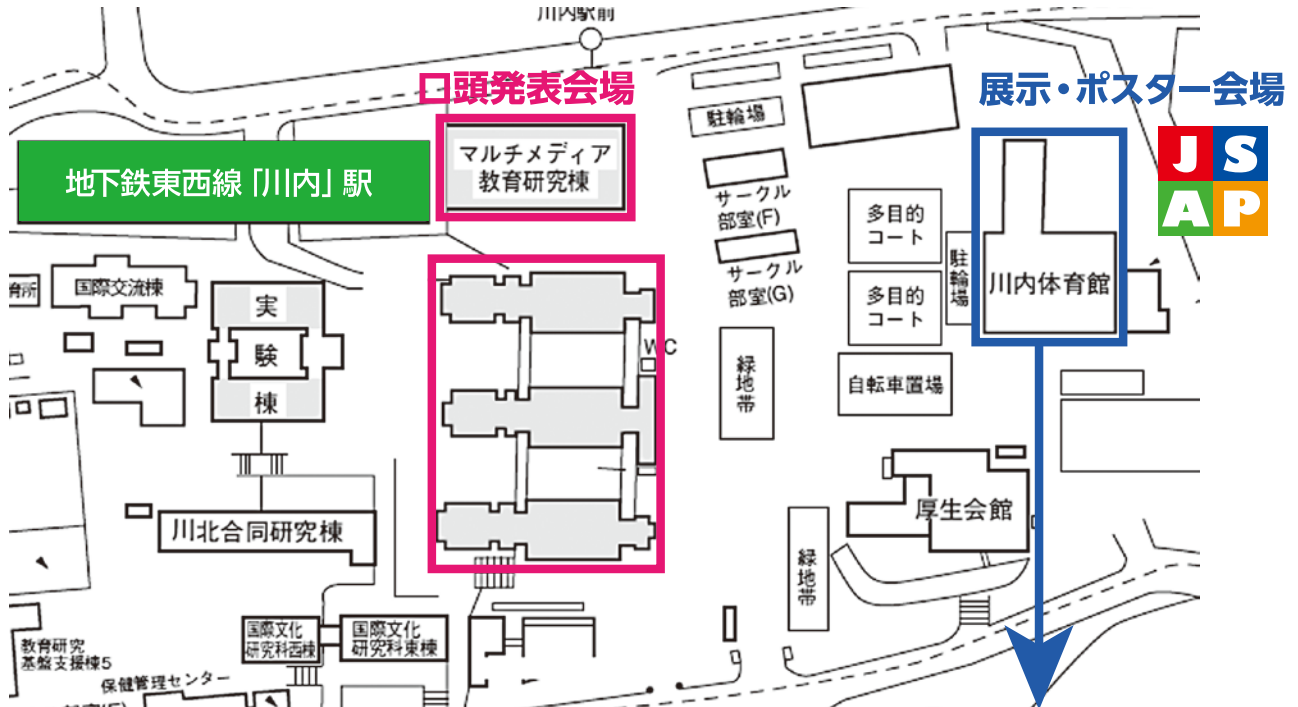 川内駅前
口頭発表会場
展示・ポスター会場
JS
AP
地下鉄東西線「川内」駅
マルチメディア
教育研究棟
駐輪場
サークル
部室(F)
サークル
部室(G)
多目的
コート
多目的
コート
駐輪場
川内体育館
育所
国際交流棟
実
験
棟
WC
緑地帯
自転車置場
厚生会館
川北合同研究棟
緑地帯
国際文化
研究科西棟
国際文化
研究科東棟
教育研究
基盤支援棟5
保健管理センター